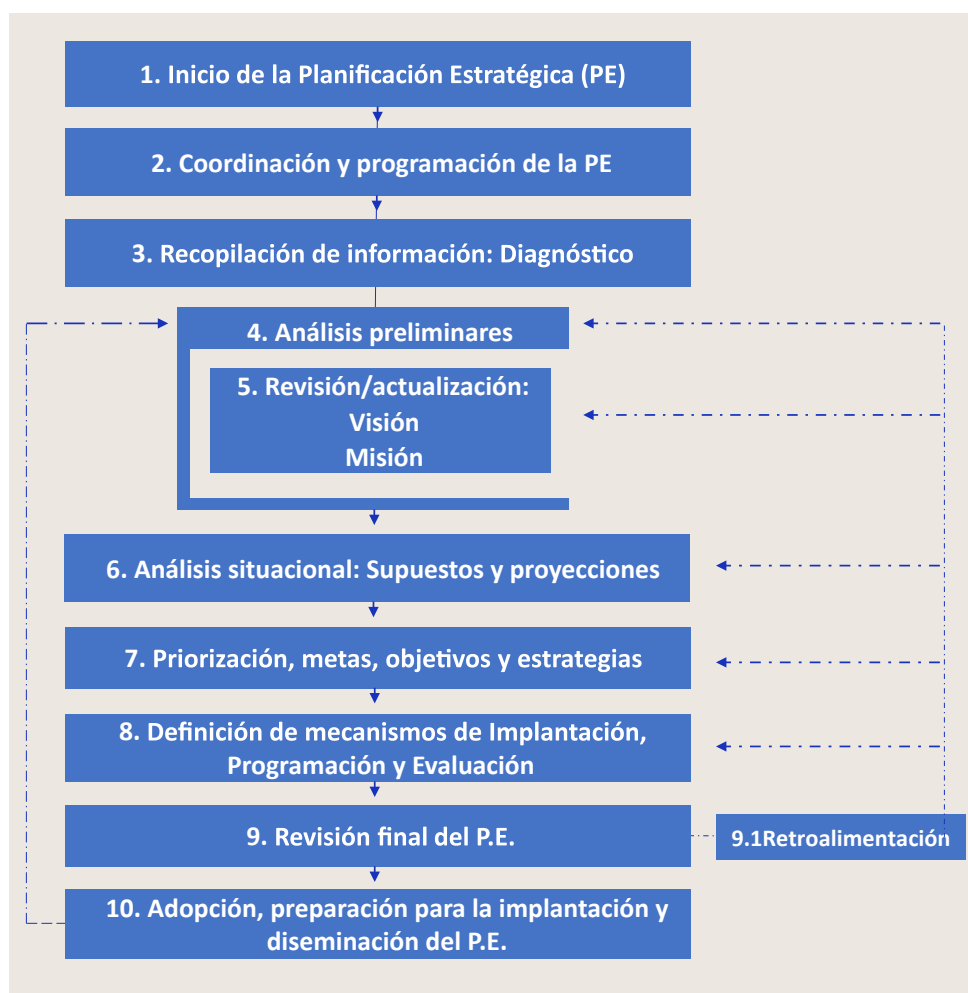 1. Inicio de la Planificación Estratégica (PE)
2. Coordinación y programación de la PE
3. Recopilación de información: Diagnóstico
4. Análisis preliminares
5. Revisión/actualización:
Visión
Misión
6. Análisis situacional: Supuestos y proyecciones
7. Priorización, metas, objetivos y estrategias
8. Definición de mecanismos de Implantación,
Programación y Evaluación
9. Revisión final del P.E.
9.1Retroalimentación
10. Adopción, preparación para la implantación y
diseminación del P.E.